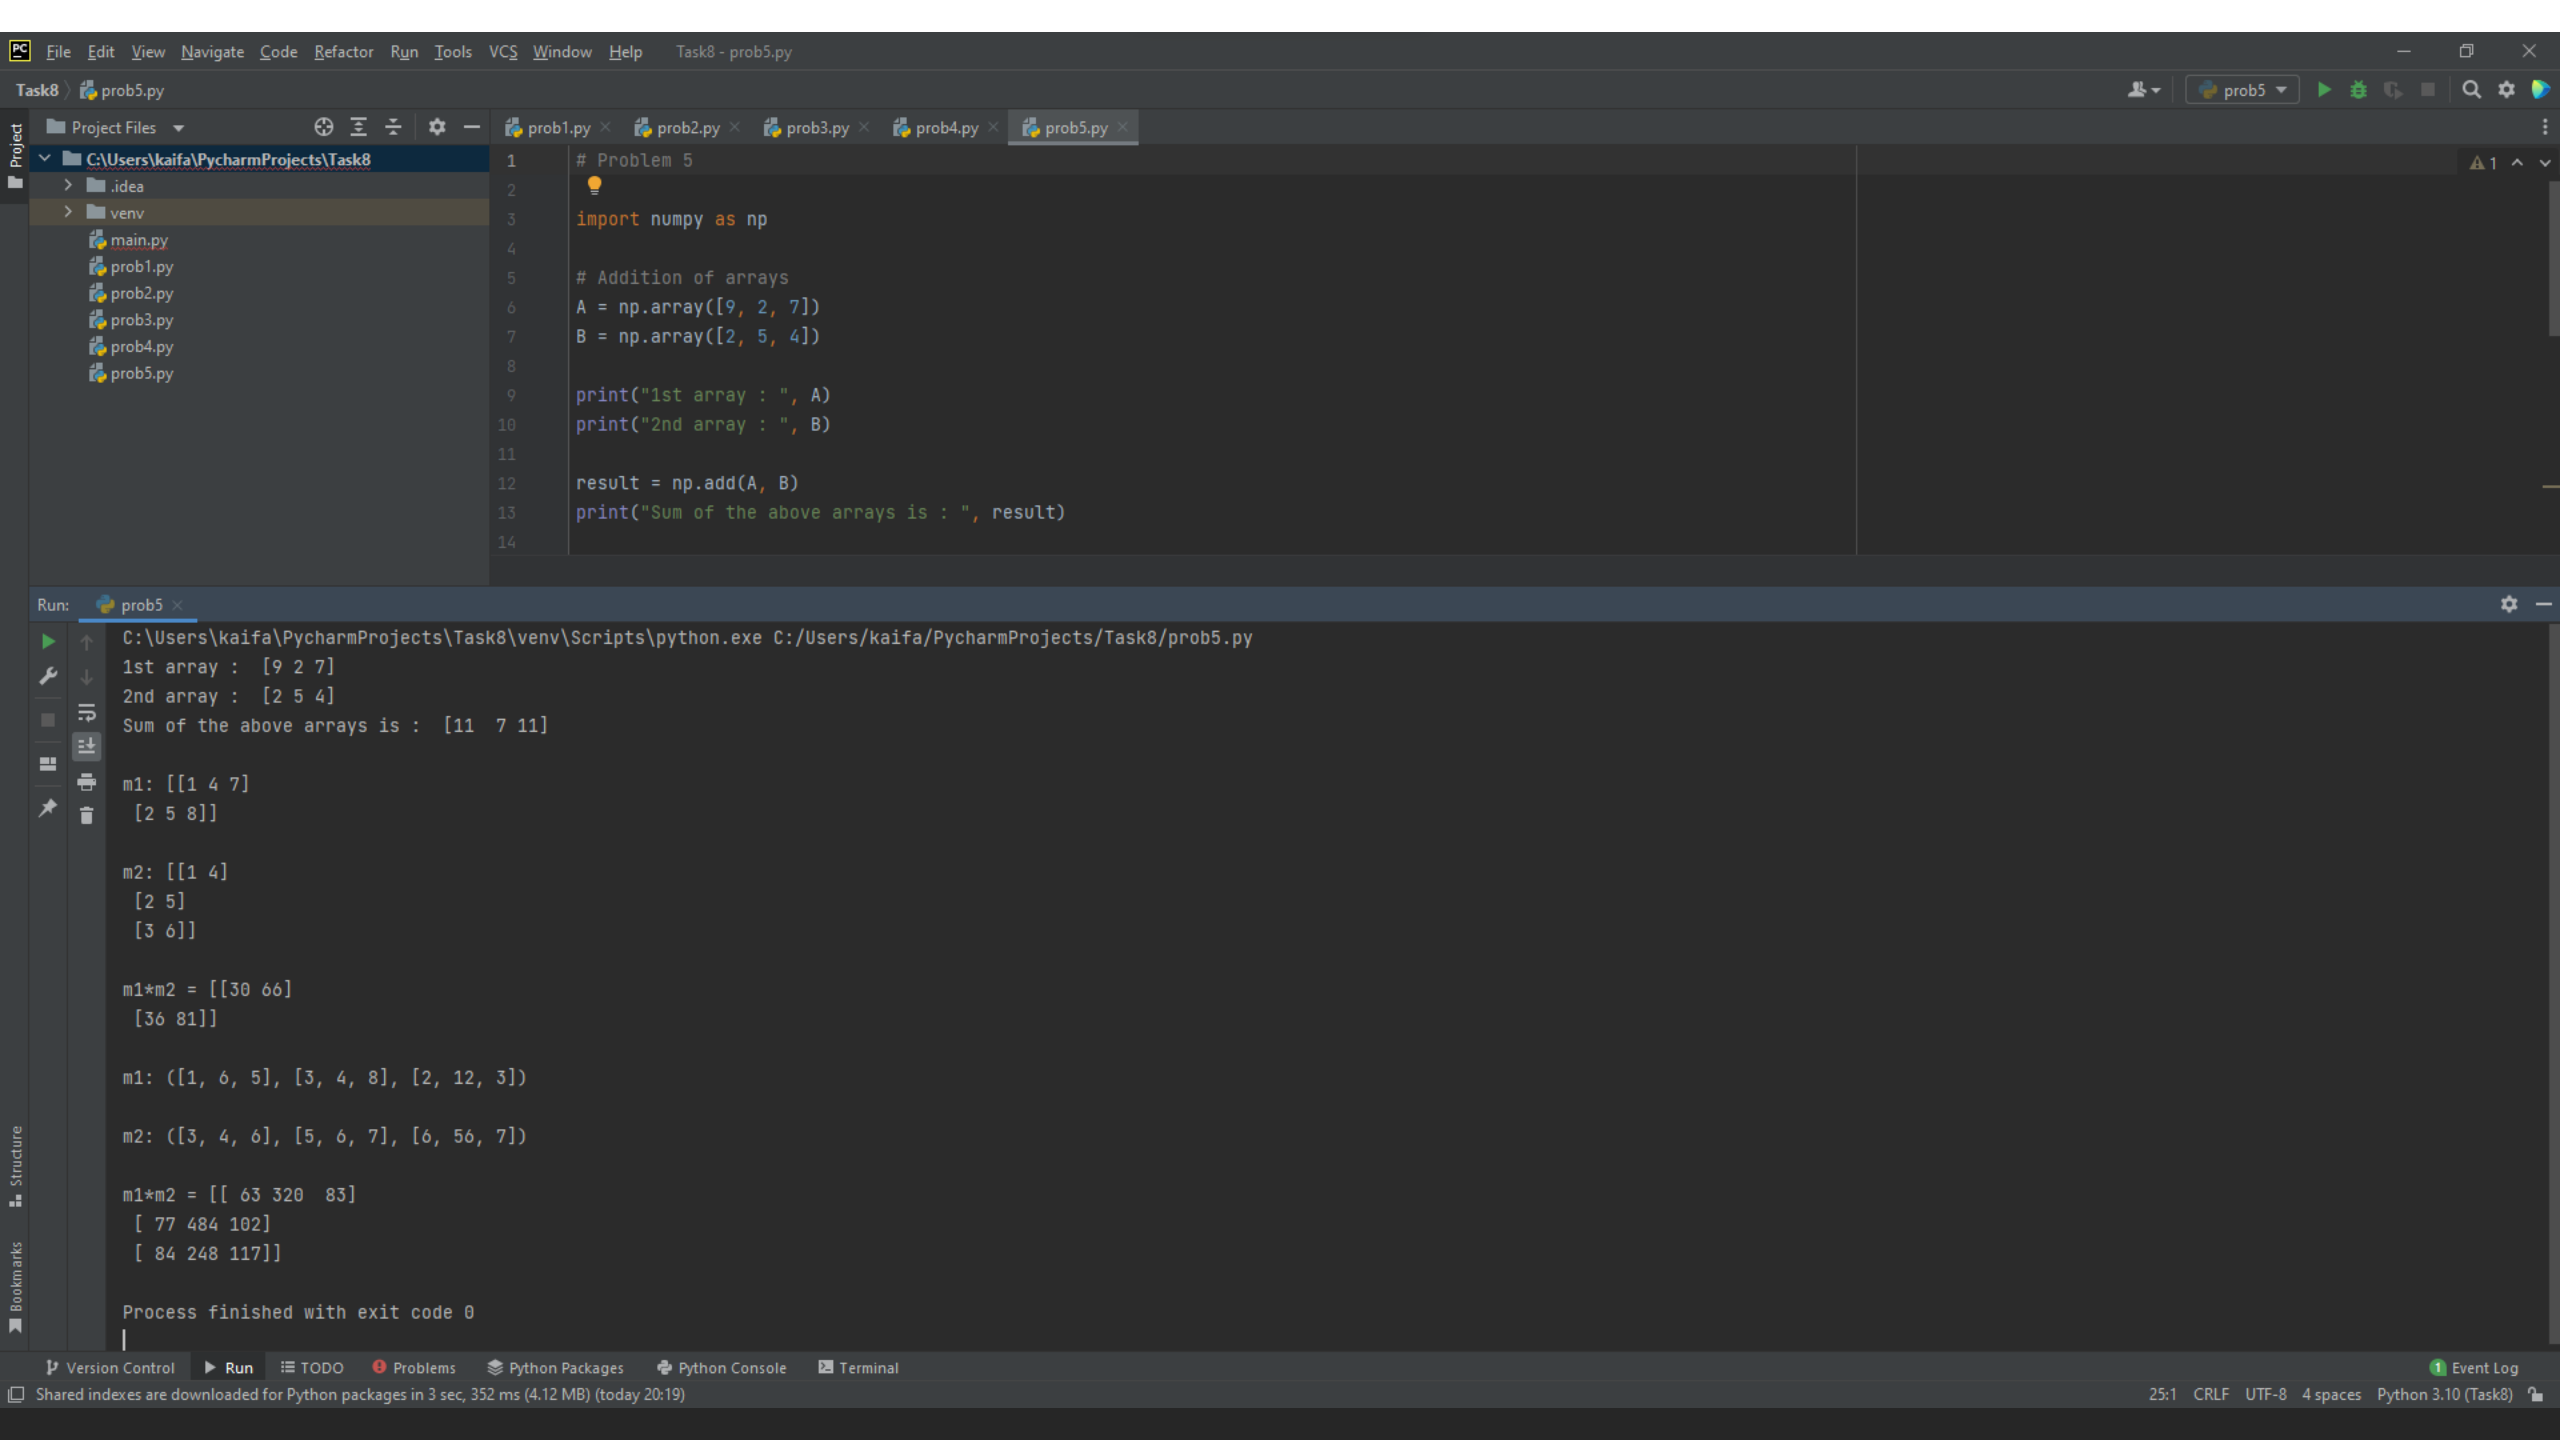 PC File Edit View Navigate Code Refactor Run Tools VCS Window Help Task8 - prob5.py
Task8 prob5.py prob5
Project
Project Files
prob1.py prob2.py prob3.py prob4.py prob5.py
C:\Users\kaifa\PycharmProjects\Task8
.idea
venv
main.py
prob1.py
prob2.py
prob3.py
prob4.py
prob5.py
1 # Problem 5
1
2
3 import numpy as np
4
5 # Addition of arrays
6 A = np.array([9, 2, 7])
7 B = np.array([2, 5, 4])
8
9 print("1st array : ", A)
10 print("2nd array : ", B)
11
12 result = np.add(A, B)
13 print("Sum of the above arrays is : ", result)
14
Run: prob5
C:\Users\kaifa\PycharmProjects\Task8\venv\Scripts\python.exe C:/Users/kaifa/PycharmProjects/Task8/prob5.py
1st array :  [9 2 7]
2nd array :  [2 5 4]
Sum of the above arrays is :  [11  7 11]
m1: [[1 4 7]
 [2 5 8]]
m2: [[1 4]
 [2 5]
 [3 6]]
m1*m2 = [[30 66]
 [36 81]]
m1: ([1, 6, 5], [3, 4, 8], [2, 12, 3])
m2: ([3, 4, 6], [5, 6, 7], [6, 56, 7])
m1*m2 = [[ 63 320  83]
 [ 77 484 102]
 [ 84 248 117]]
Process finished with exit code 0
Structure
Bookmarks
Version Control Run TODO Problems Python Packages Python Console Terminal 1 Event Log
Shared indexes are downloaded for Python packages in 3 sec, 352 ms (4.12 MB) (today 20:19) 25:1 CRLF UTF-8 4 spaces Python 3.10 (Task8)